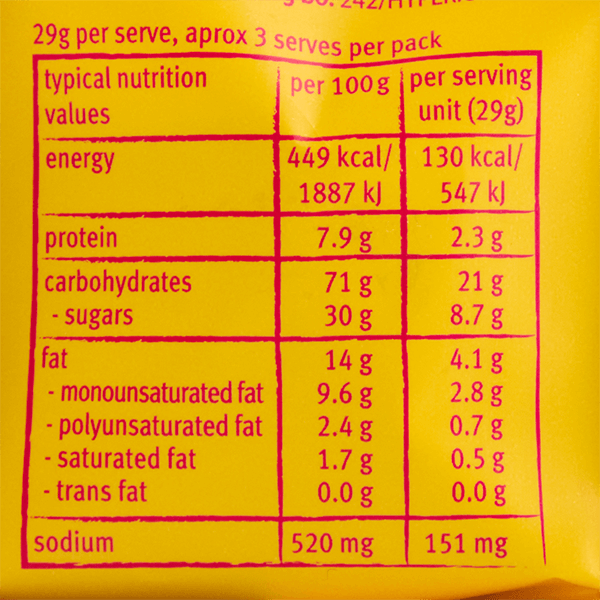 29g per serve, aprox 3 serves per pack
typical nutrition values per 100 g per serving unit (29g)
energy 449 kcal/ 1887 kJ 130 kcal/ 547 kJ
protein 7.9 g 2.3 g
carbohydrates 71 g 21 g
- sugars 30 g 8.7 g
fat 14 g 4.1 g
- monounsaturated fat 9.6 g 2.8 g
- polyunsaturated fat 2.4 g 0.7 g
- saturated fat 1.7 g 0.5 g
- trans fat 0.0 g 0.0 g
sodium 520 mg 151 mg